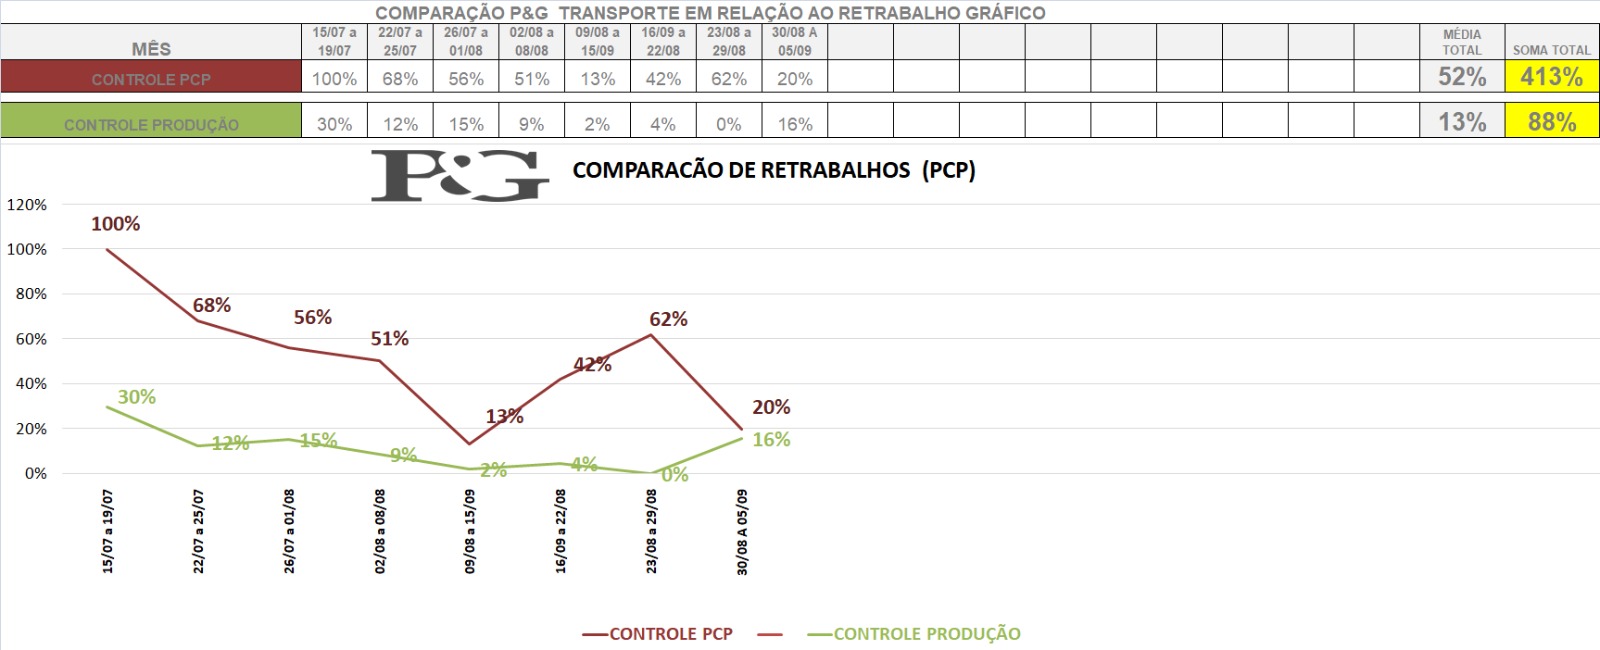 COMPARAÇÃO P&G TRANSPORTE EM RELAÇÃO AO RETRABALHO GRÁFICO
MÊS 15/07 a 19/07 22/07 a 25/07 26/07 a 01/08 02/08 a 08/08 09/08 a 15/09 16/09 a 22/08 23/08 a 29/08 30/08 A 05/09 MÉDIA TOTAL SOMA TOTAL
CONTROLE PCP 100% 68% 56% 51% 13% 42% 62% 20% 52% 413%
CONTROLE PRODUÇÃO 30% 12% 15% 9% 2% 4% 0% 16% 13% 88%
P&G COMPARACÃO DE RETRABALHOS (PCP)
120%
100%
80%
60%
40%
20%
0%
100%
68%
56%
51%
13%
42%
62%
20%
30%
12%
15%
9%
2%
4%
0%
16%
15/07 a 19/07
22/07 a 25/07
26/07 a 01/08
02/08 a 08/08
09/08 a 15/09
16/09 a 22/08
23/08 a 29/08
30/08 A 05/09
CONTROLE PCP CONTROLE PRODUÇÃO